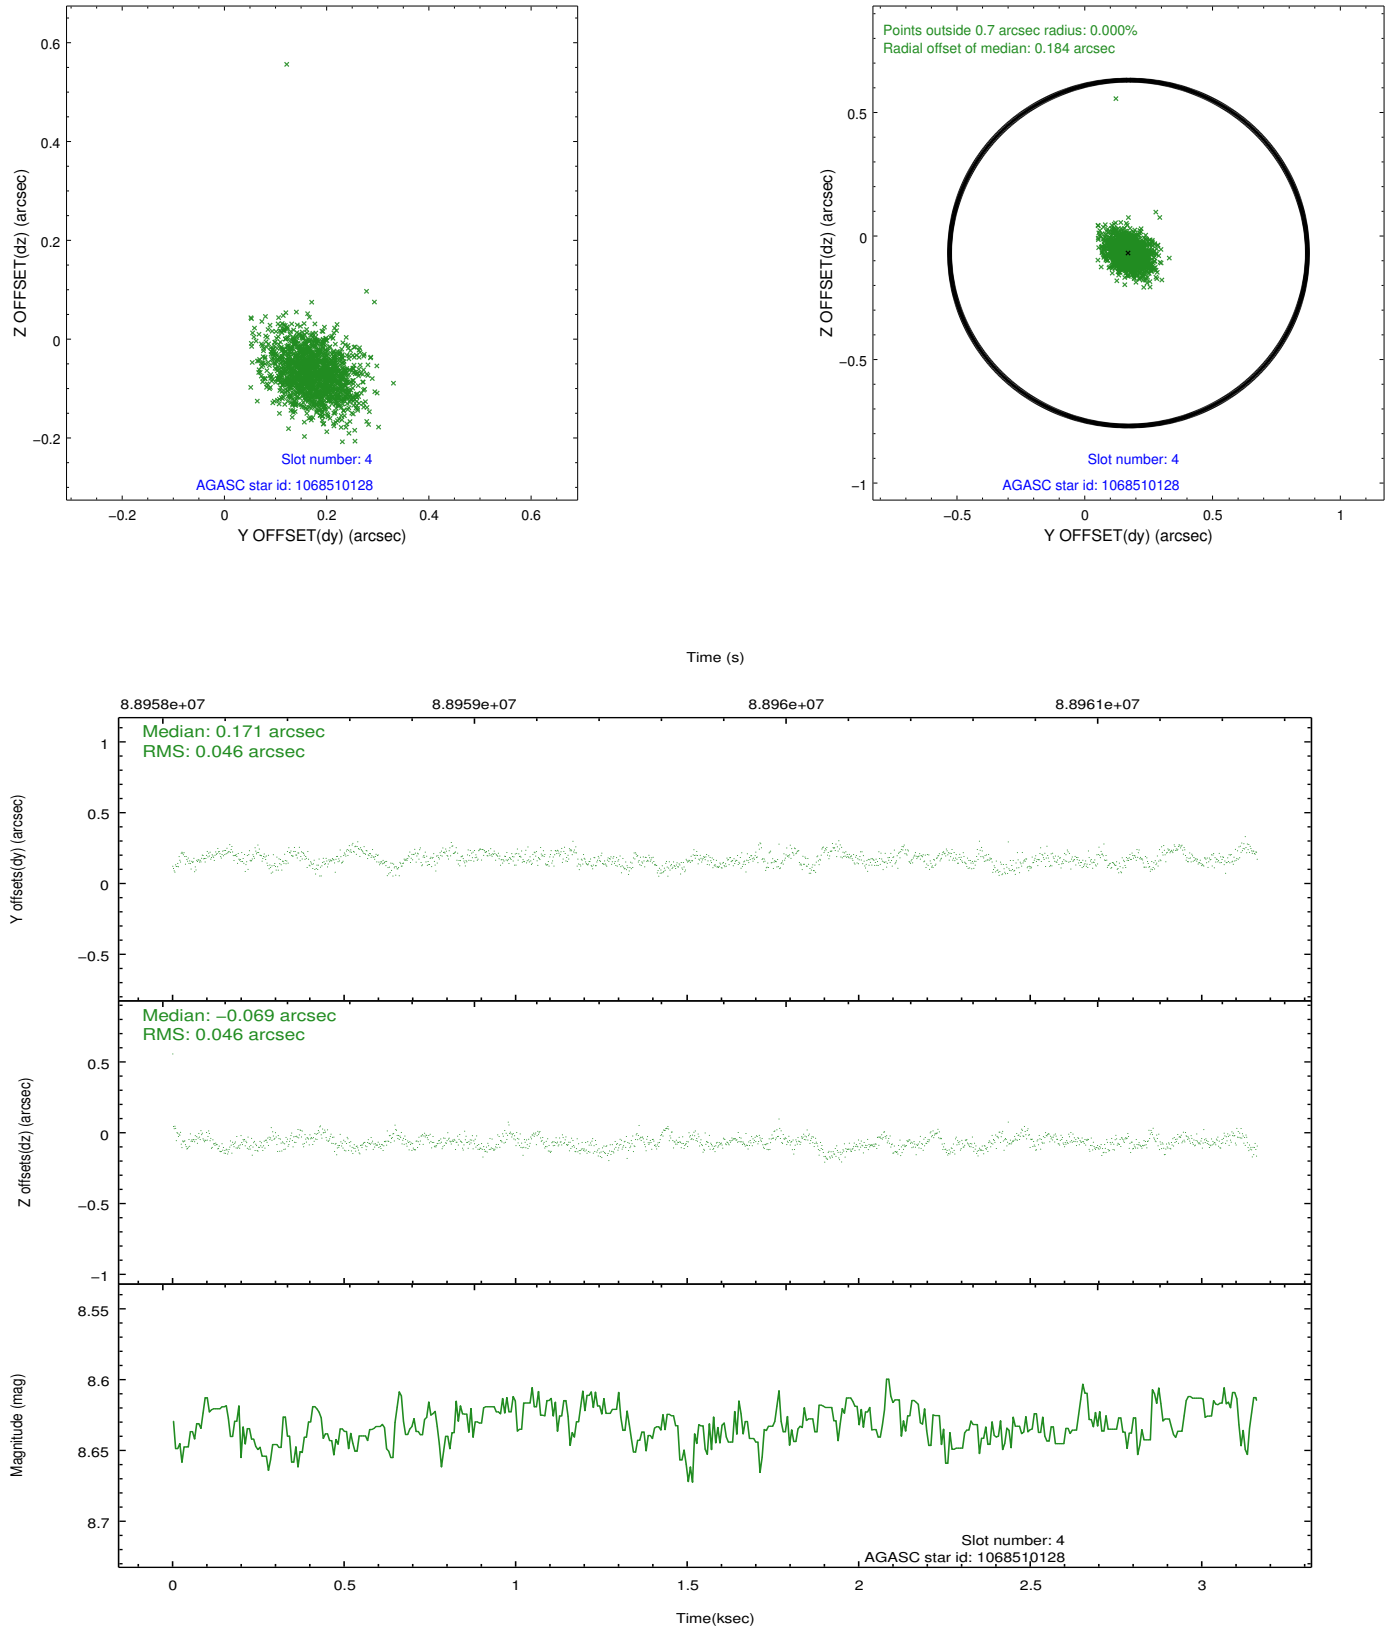 0.6
0.4
0.2
0
−0.2
Z OFFSET(dz) (arcsec)
Slot number: 4
AGASC star id: 1068510128
−0.2 0 0.2 0.4 0.6
Y OFFSET(dy) (arcsec)
Points outside 0.7 arcsec radius: 0.000%
Radial offset of median: 0.184 arcsec
0.5
0
−0.5
−1
Z OFFSET(dz) (arcsec)
Slot number: 4
AGASC star id: 1068510128
−0.5 0 0.5 1
Y OFFSET(dy) (arcsec)
Time (s)
8.8958e+07 8.8959e+07 8.896e+07 8.8961e+07
Median: 0.171 arcsec
RMS: 0.046 arcsec
1
0.5
0
−0.5
Y offsets(dy) (arcsec)
Median: −0.069 arcsec
RMS: 0.046 arcsec
0.5
0
−0.5
−1
Z offsets(dz) (arcsec)
8.55
8.6
8.65
8.7
Magnitude (mag)
Slot number: 4
AGASC star id: 1068510128
0 0.5 1 1.5 2 2.5 3
Time(ksec)